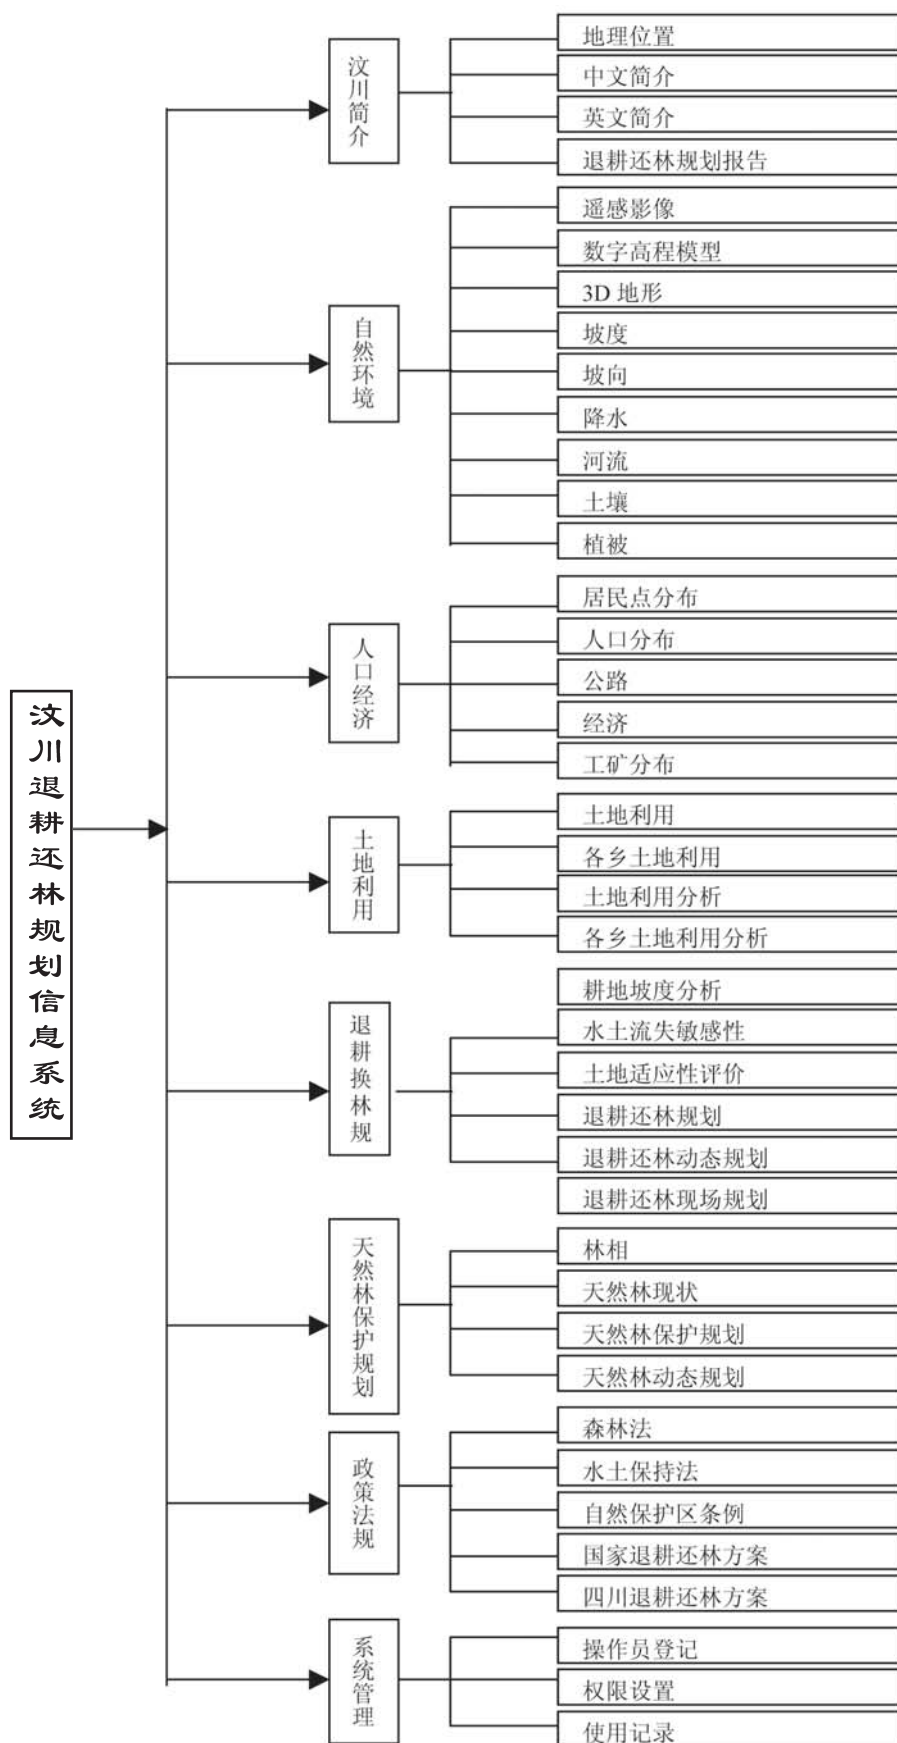 汶川退耕还林规划信息系统
汶川简介
地理位置
中文简介
英文简介
退耕还林规划报告
自然环境
遥感影像
数字高程模型
3D 地形
坡度
坡向
降水
河流
土壤
植被
人口经济
居民点分布
人口分布
公路
经济
工矿分布
土地利用
土地利用
各乡土地利用
土地利用分析
各乡土地利用分析
退耕换林规
耕地坡度分析
水土流失敏感性
土地适应性评价
退耕还林规划
退耕还林动态规划
退耕还林现场规划
天然林保护规划
林相
天然林现状
天然林保护规划
天然林动态规划
政策法规
森林法
水土保持法
自然保护区条例
国家退耕还林方案
四川退耕还林方案
系统管理
操作员登记
权限设置
使用记录